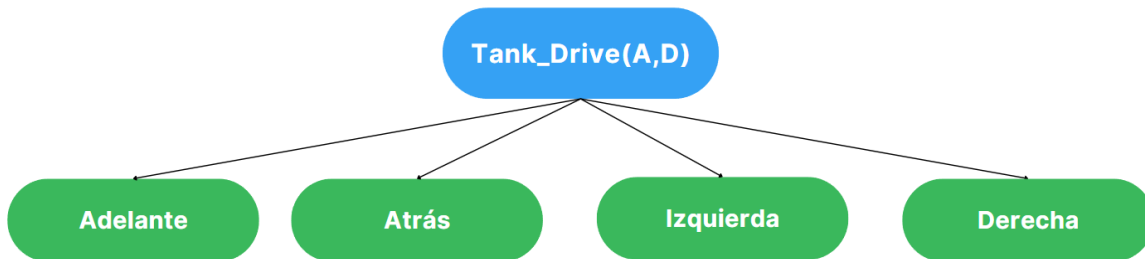 Tank_Drive(A,D)
Adelante
Atrás
Izquierda
Derecha